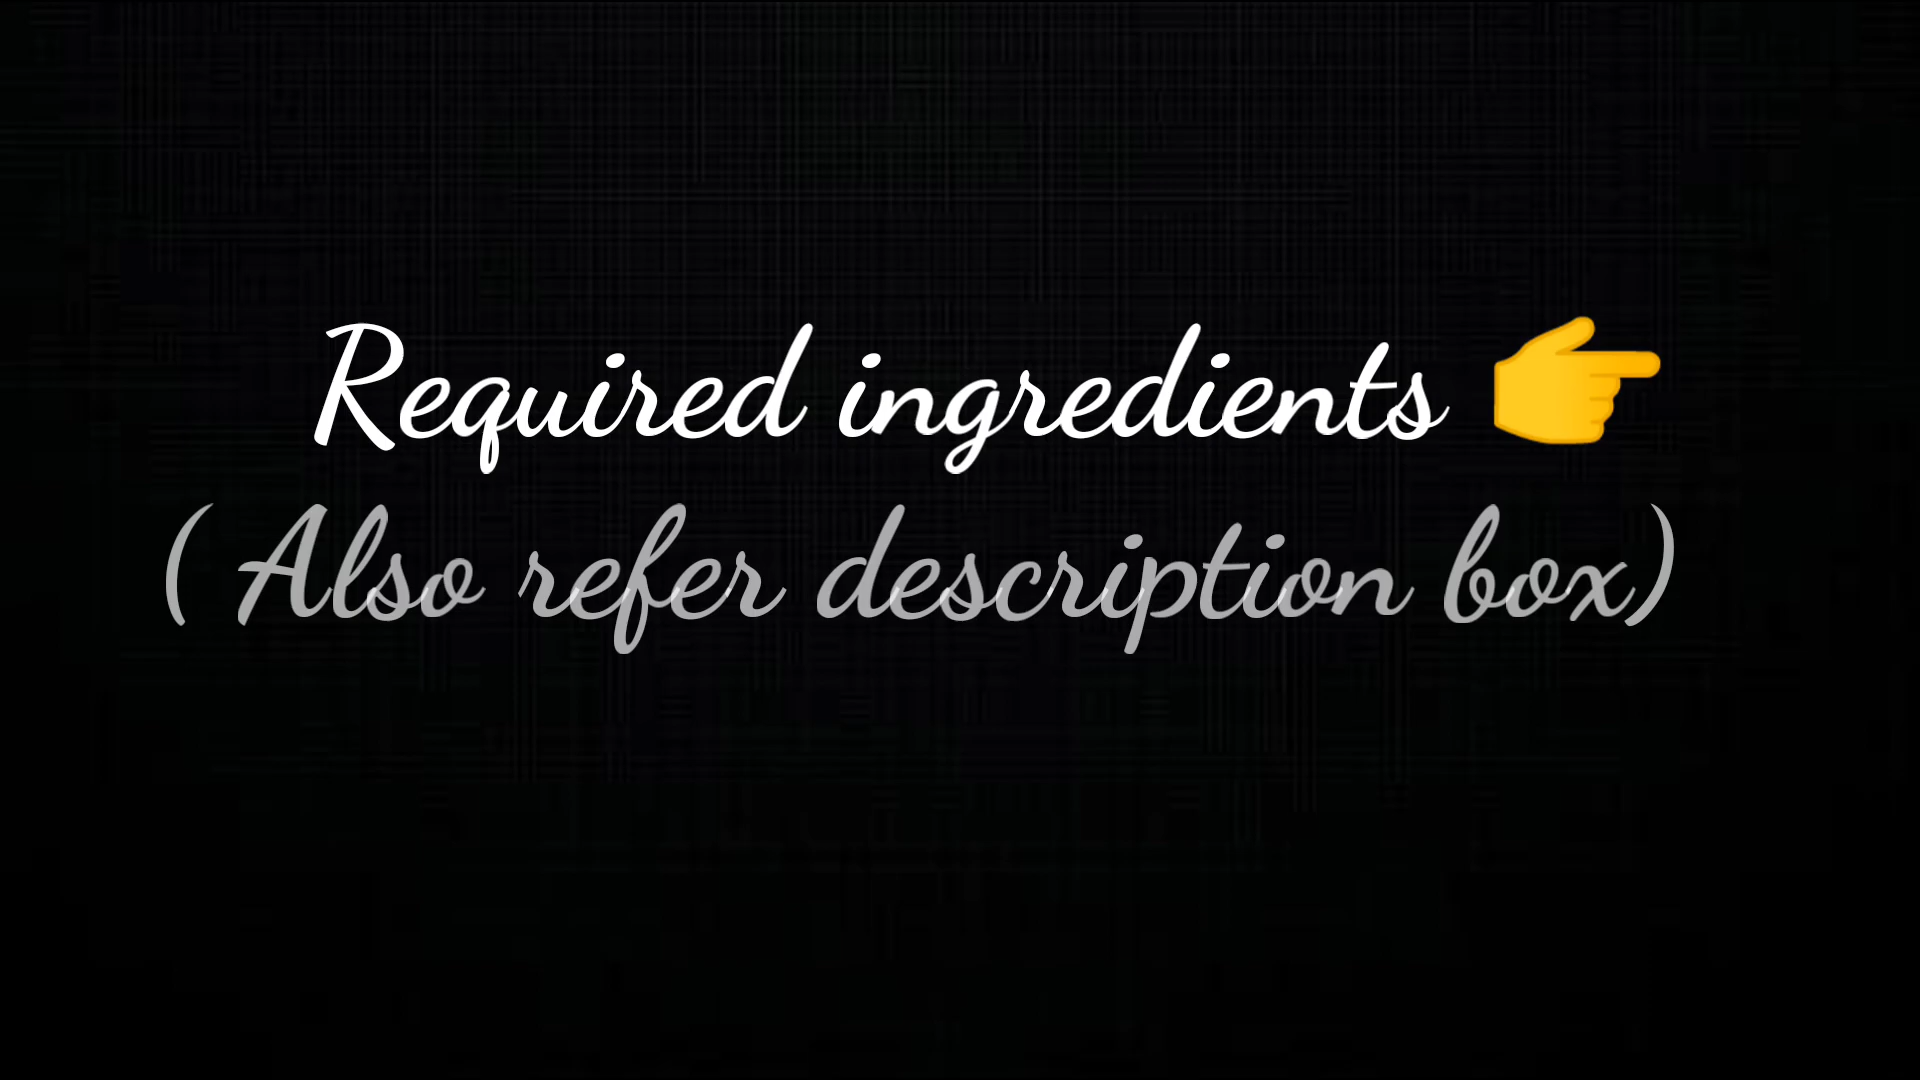 Required ingredients 👉
( Also refer description box)